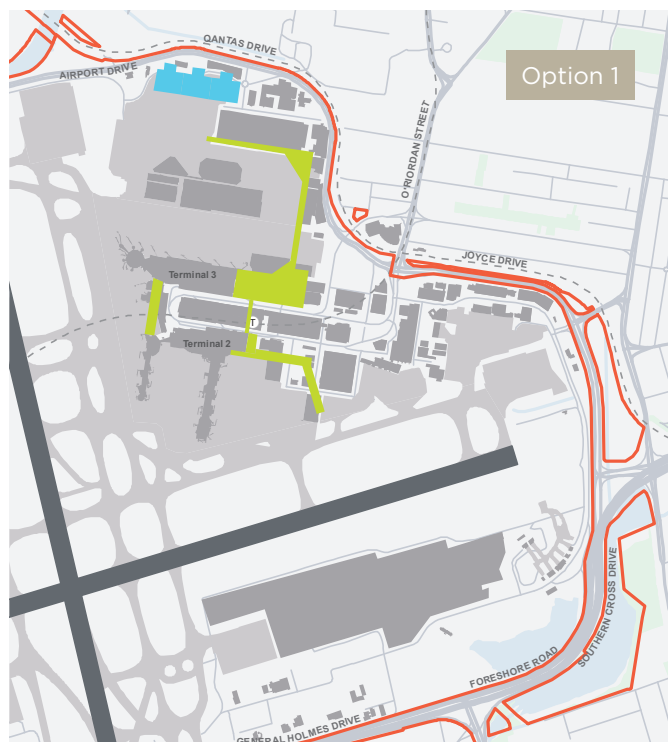 QANTAS DRIVE
AIRPORT DRIVE
Option 1
O'RIORDAN STREET
JOYCE DRIVE
Terminal 3
T
Terminal 2
SOUTHERN CROSS DRIVE
FORESHORE ROAD
GENERAL HOLMES DRIVE